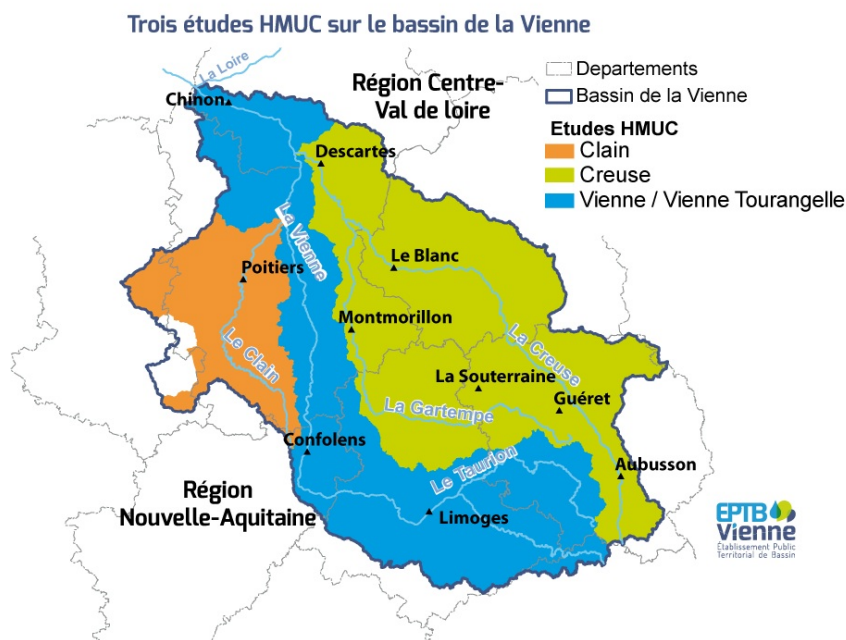 Trois études HMUC sur le bassin de la Vienne
La Loire
Chinon
Région Centre-
Val de loire
Departements
Bassin de la Vienne
Etudes HMUC
Clain
Creuse
Vienne / Vienne Tourangelle
Descartes
La Vienne
Le Blanc
Poitiers
Montmorillon
Le Clain
La Creuse
La Souterraine
Guéret
La Gartempe
Confolens
Le Taurion
Aubusson
Région
Nouvelle-Aquitaine
Limoges
EPTB
Vienne
Établissement Public
Territorial de Bassin